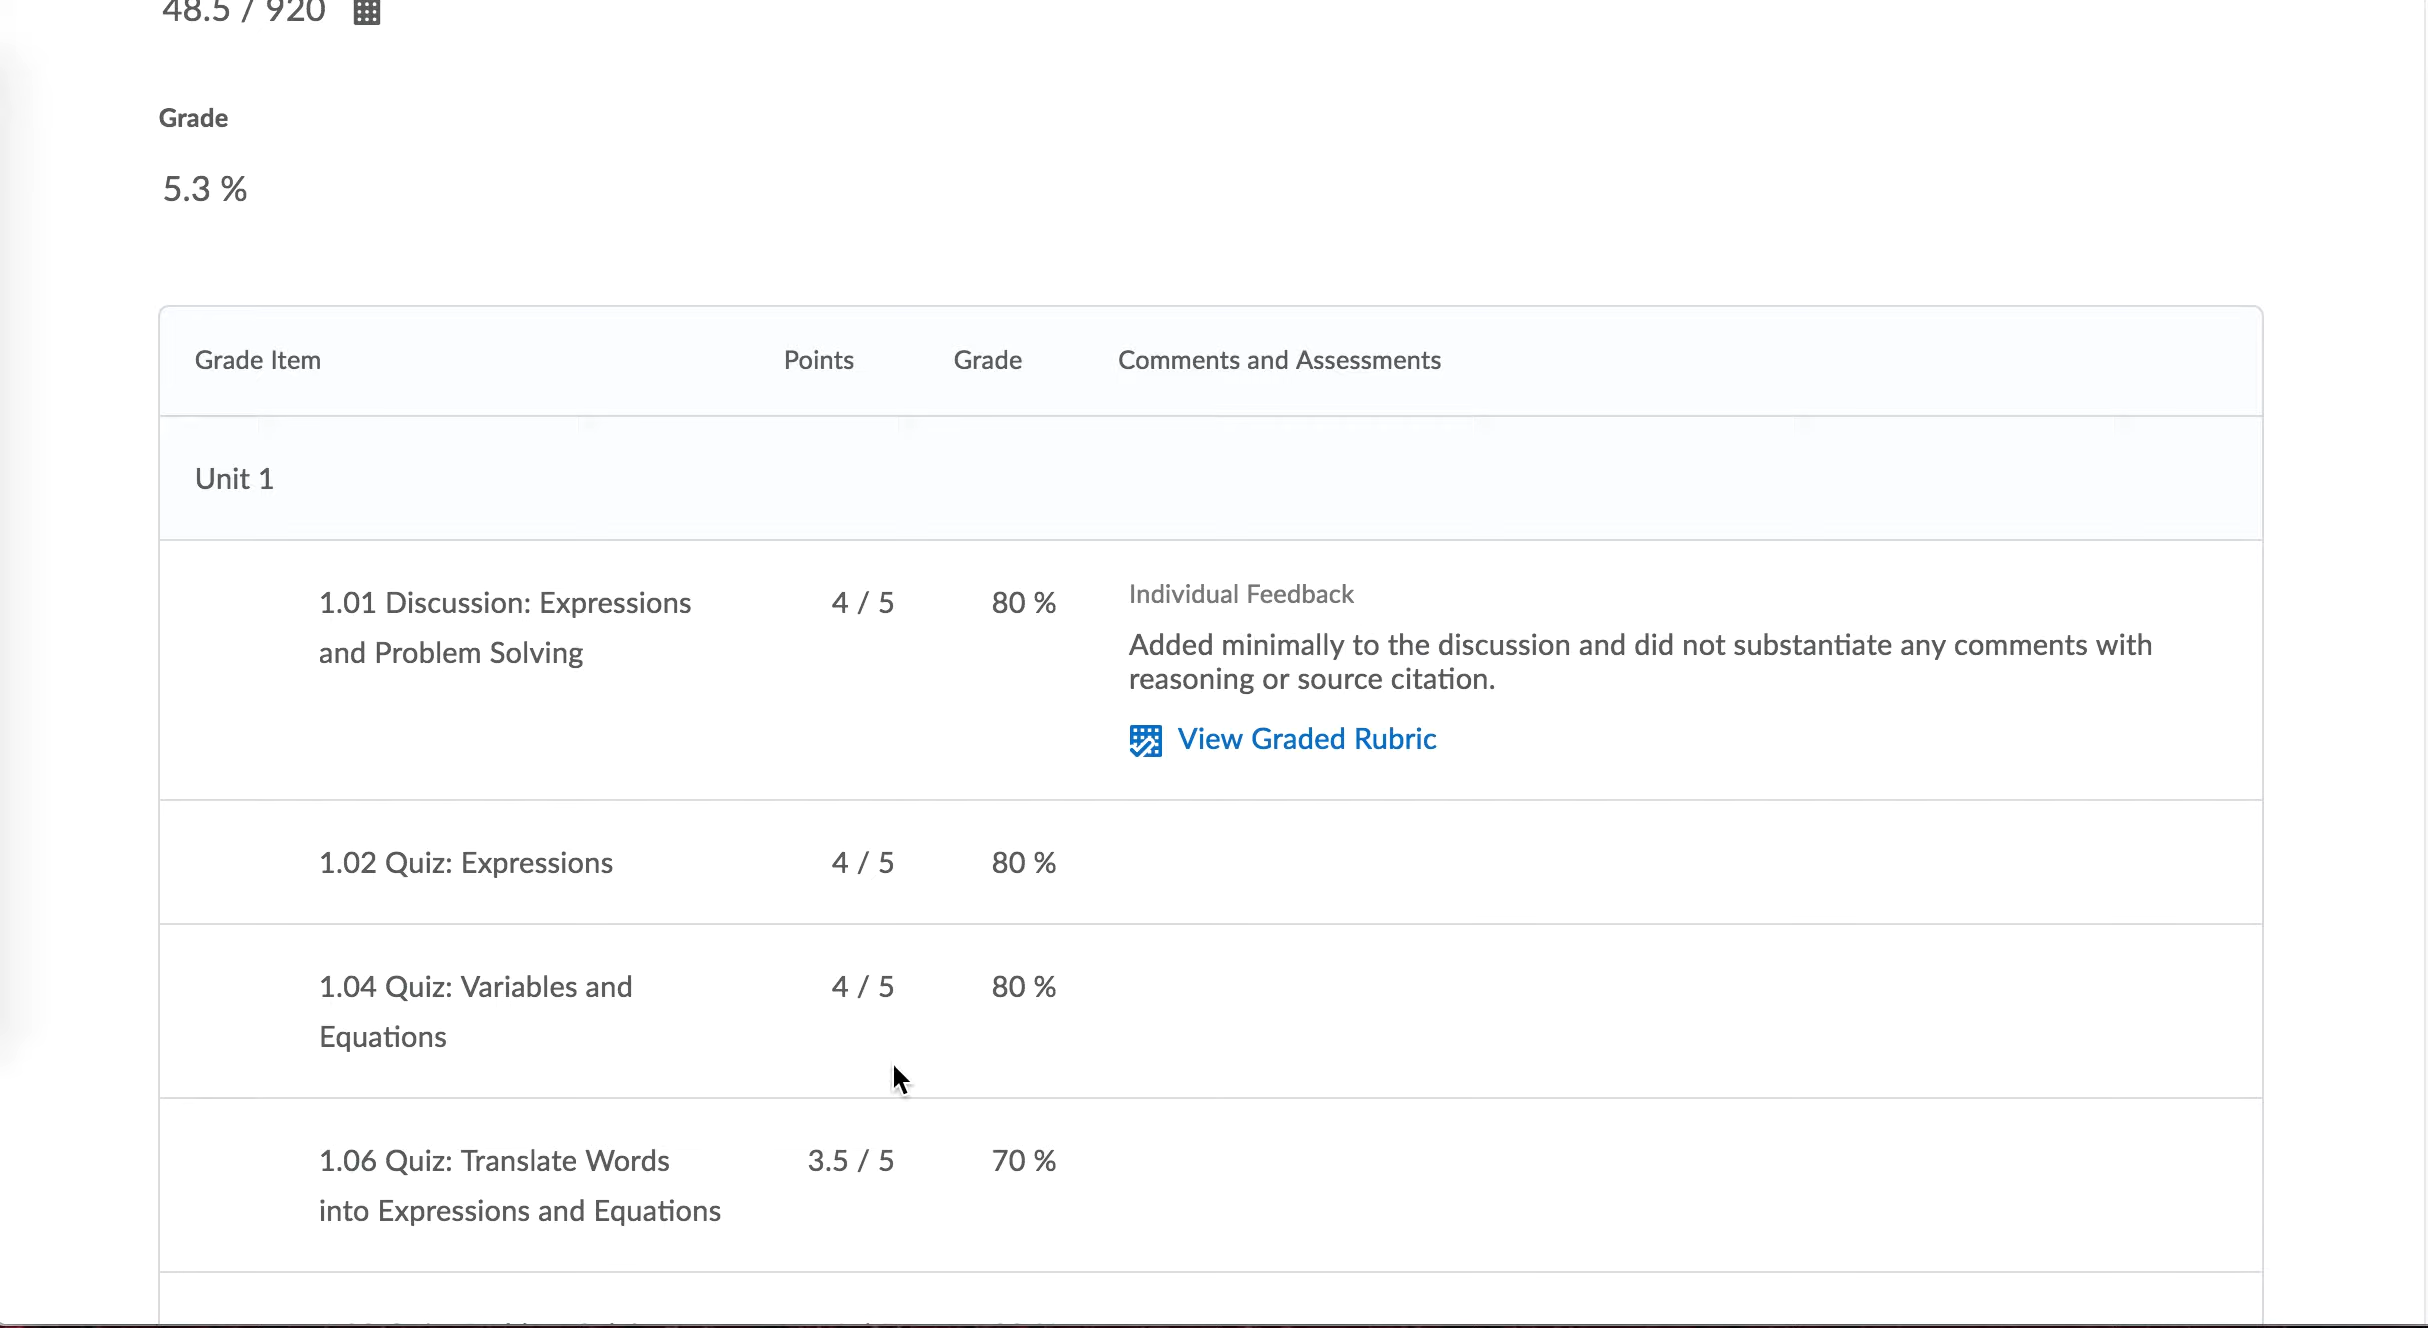 48.5 / 920
Grade
5.3 %
Grade Item Points Grade Comments and Assessments
Unit 1
1.01 Discussion: Expressions
and Problem Solving
4 / 5 80 %
Individual Feedback
Added minimally to the discussion and did not substantiate any comments with
reasoning or source citation.
View Graded Rubric
1.02 Quiz: Expressions 4 / 5 80 %
1.04 Quiz: Variables and
Equations
4 / 5 80 %
1.06 Quiz: Translate Words
into Expressions and Equations
3.5 / 5 70 %